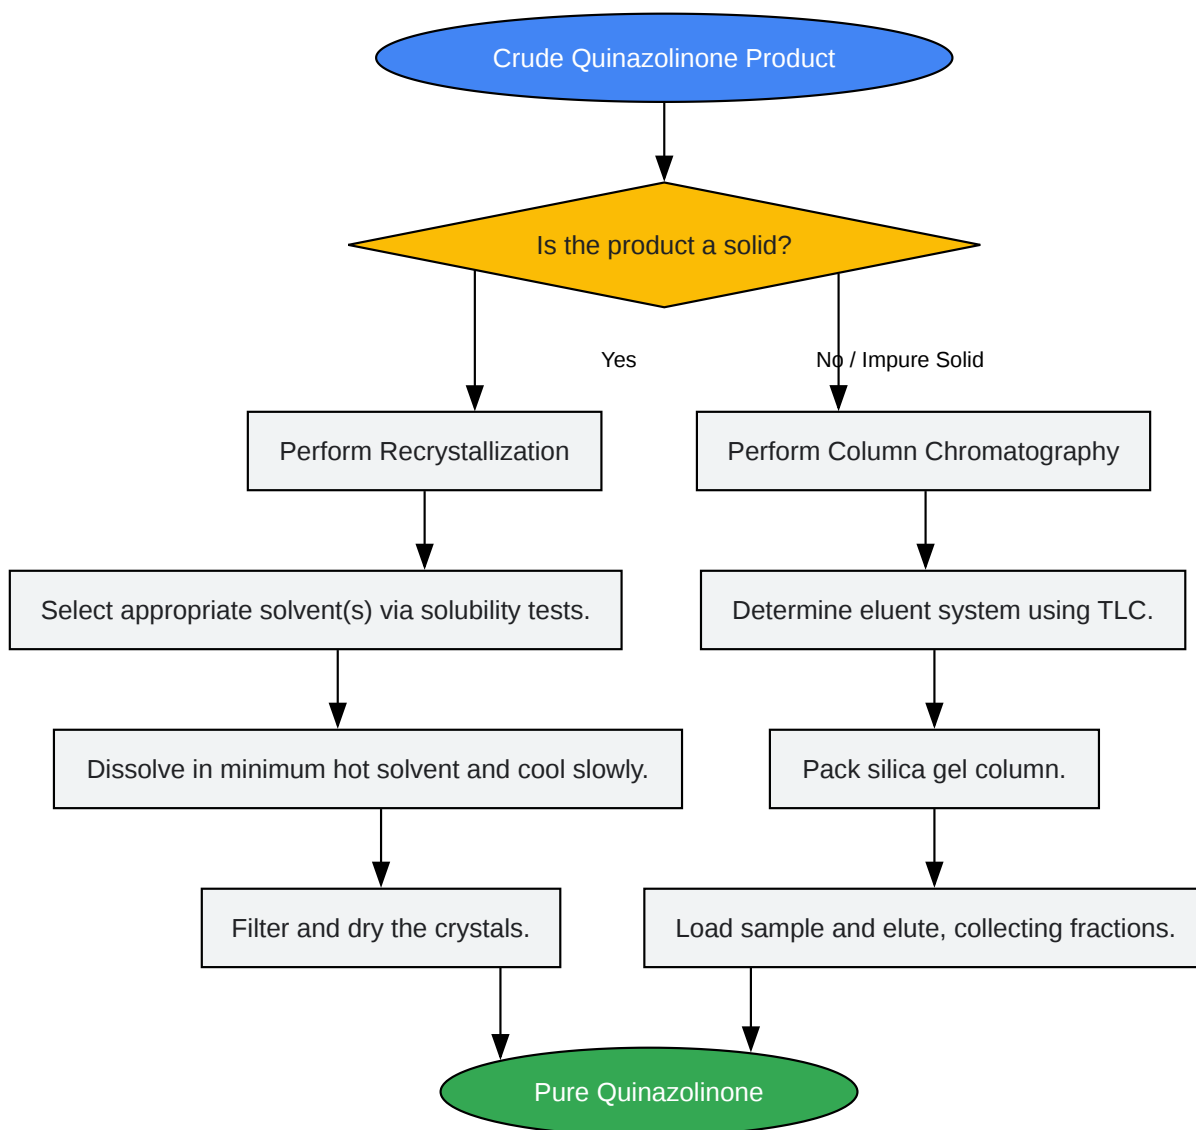 Crude Quinazolinone Product
Is the product a solid?
Yes
No / Impure Solid
Perform Recrystallization
Perform Column Chromatography
Select appropriate solvent(s) via solubility tests.
Determine eluent system using TLC.
Dissolve in minimum hot solvent and cool slowly.
Pack silica gel column.
Filter and dry the crystals.
Load sample and elute, collecting fractions.
Pure Quinazolinone